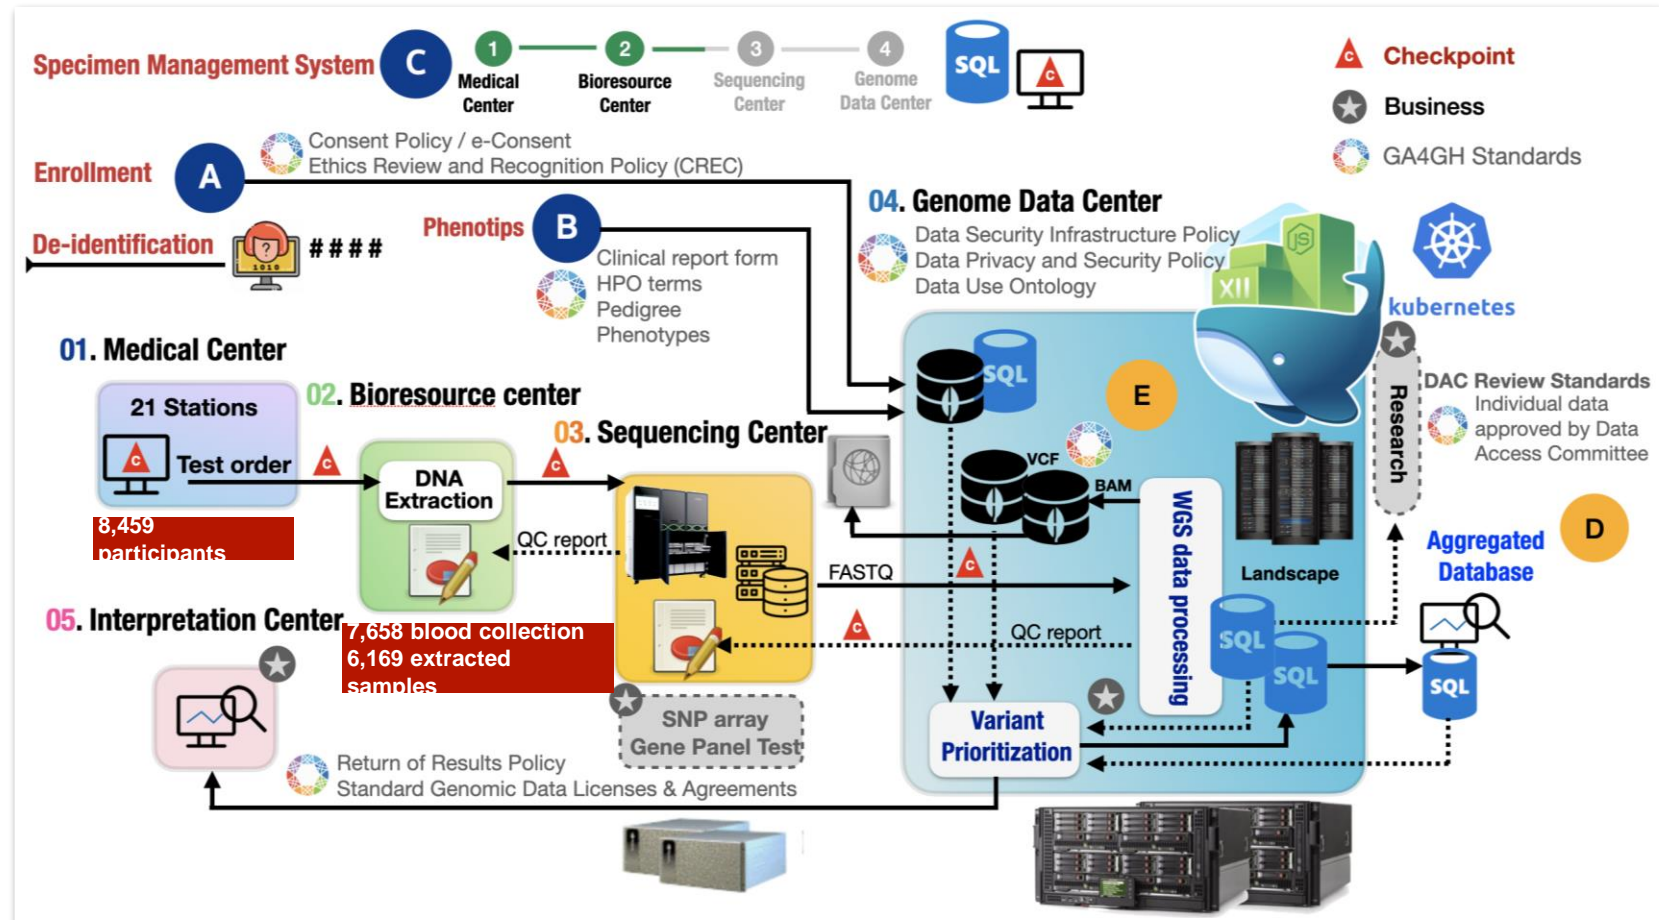 Specimen Management System
C
1
2
3
4
Medical
Center
Bioresource
Center
Sequencing
Center
Genome
Data Center
SQL
C
C Checkpoint
Business
GA4GH Standards
Enrollment
A
Consent Policy / e-Consent
Ethics Review and Recognition Policy (CREC)
De-identification
?
1010
####
Phenotips
B
Clinical report form
HPO terms
Pedigree
Phenotypes
04. Genome Data Center
Data Security Infrastructure Policy
Data Privacy and Security Policy
Data Use Ontology
JS
XII
kubernetes
01. Medical Center
21 Stations
C
Test order
C
8,459
participants
02. Bioresource center
DNA
Extraction
C
QC report
7,658 blood collection
6,169 extracted
samples
03. Sequencing Center
FASTQ
C
QC report
C
SNP array
Gene Panel Test
SQL
E
VCF
BAM
WGS data processing
Landscape
SQL
SQL
Variant
Prioritization
Research
DAC Review Standards
Individual data
approved by Data
Access Committee
D
Aggregated
Database
SQL
05. Interpretation Center
Return of Results Policy
Standard Genomic Data Licenses & Agreements